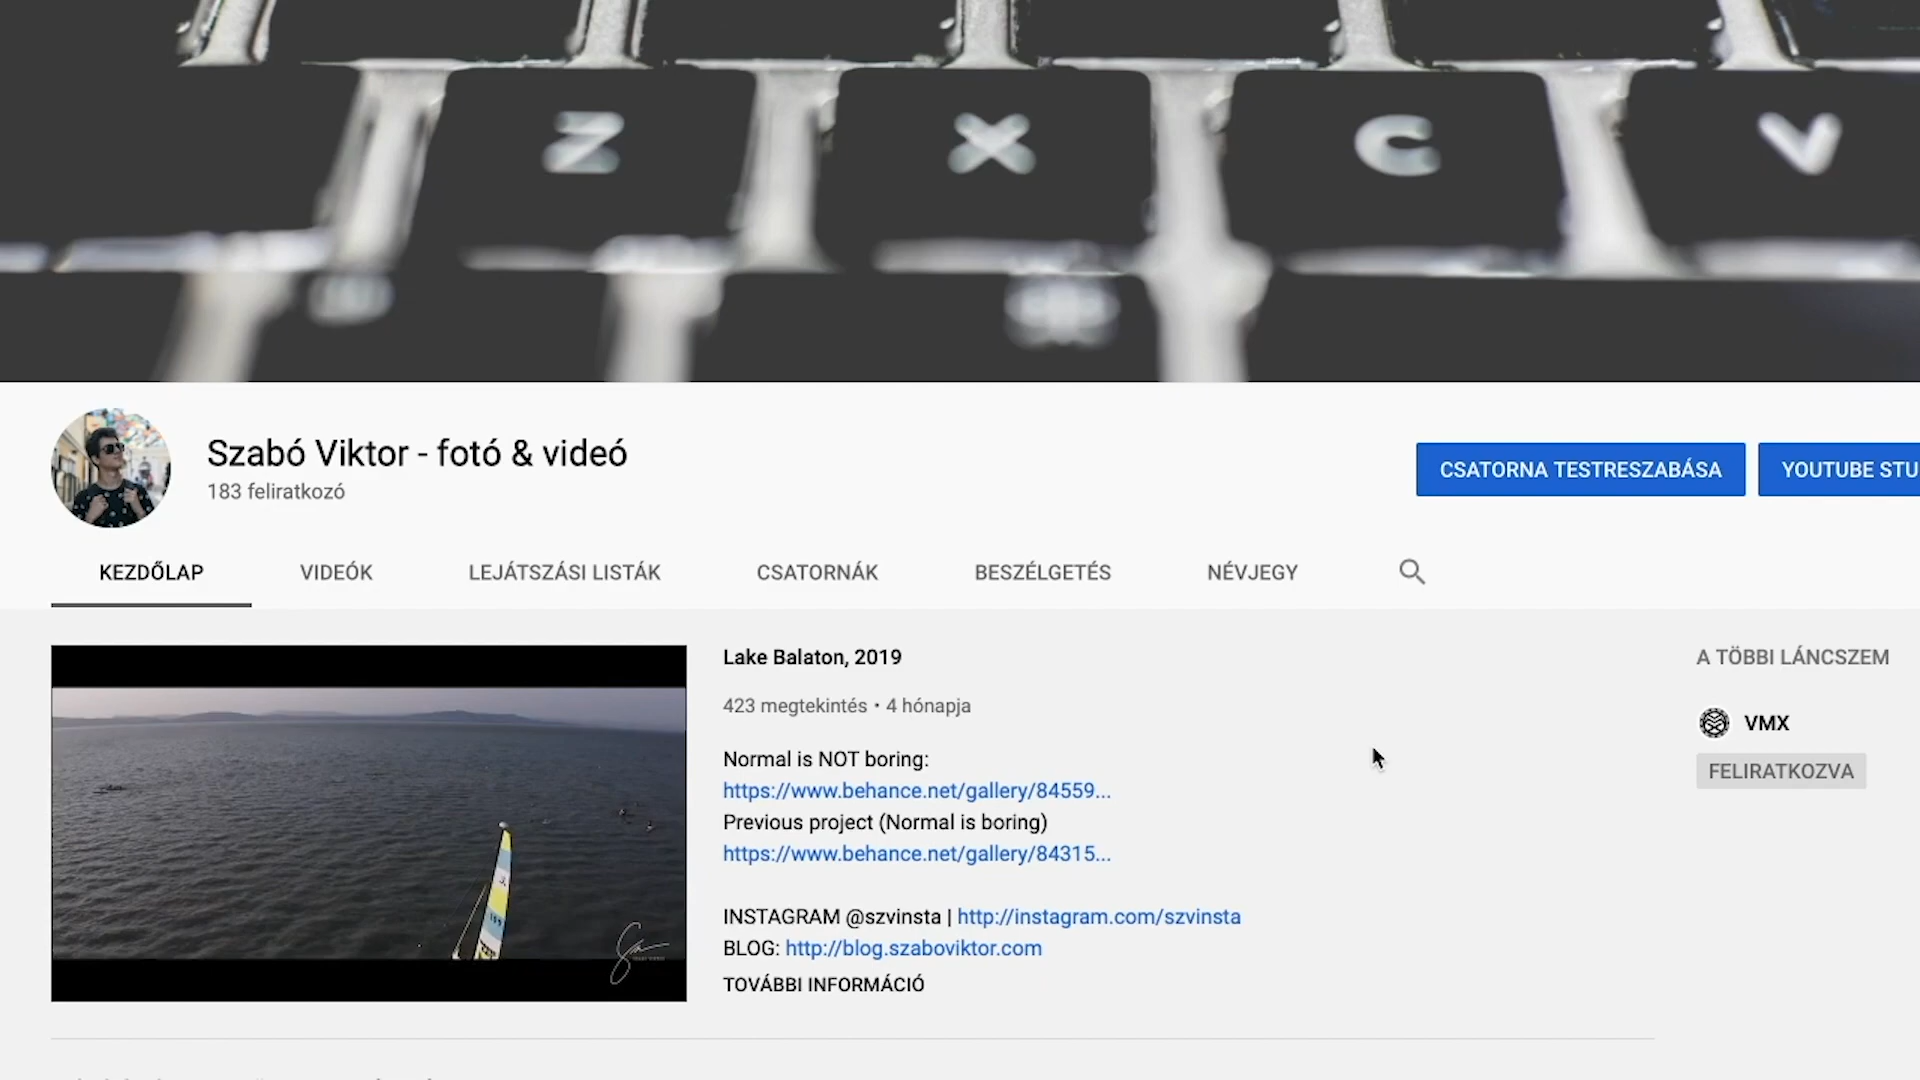 Z X C V
Szabó Viktor - fotó & videó
183 feliratkozó
CSATORNA TESTRESZABÁSA
YOUTUBE STU
KEZDŐLAP
VIDEÓK
LEJÁTSZÁSI LISTÁK
CSATORNÁK
BESZÉLGETÉS
NÉVJEGY
Lake Balaton, 2019
423 megtekintés • 4 hónapja
Normal is NOT boring:
https://www.behance.net/gallery/84559...
Previous project (Normal is boring)
https://www.behance.net/gallery/84315...
INSTAGRAM @szvinsta | http://instagram.com/szvinsta
BLOG: http://blog.szaboviktor.com
TOVÁBBI INFORMÁCIÓ
A TÖBBI LÁNCSZEM
VMX
FELIRATKOZVA